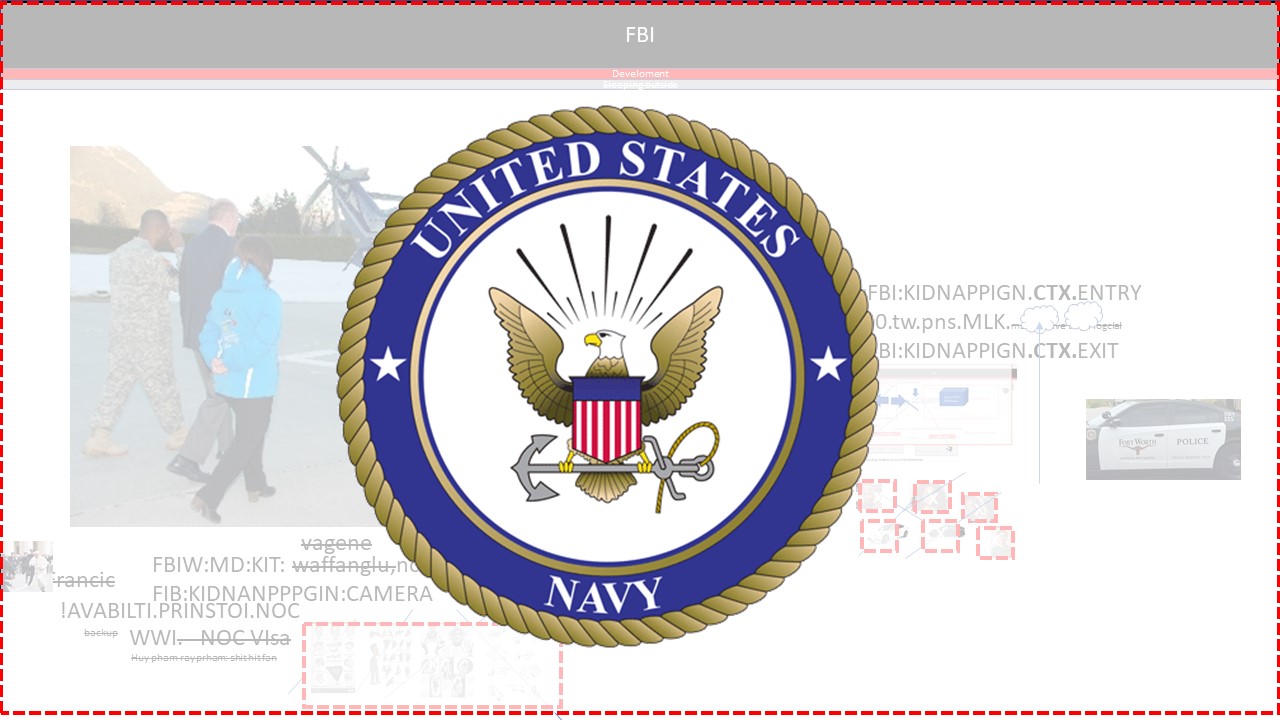 FBI
Develoment
Sleeping outside
UNITED STATES
FBI:KIDNAPPIGN.CTX.ENTRY
0.tw.pns.MLK.
BI:KIDNAPPIGN.CTX.EXIT
FORT WORTH POLICE
vagene
FBIW:MD:KIT: waffanglu,no
rancic
FIB:KIDNANPPPGIN:CAMERA
NAVY
!AVABILTI.PRINSTOI.NOC
backup WWI. NOC VIsa
Huy pham ray prham: shit hit fan